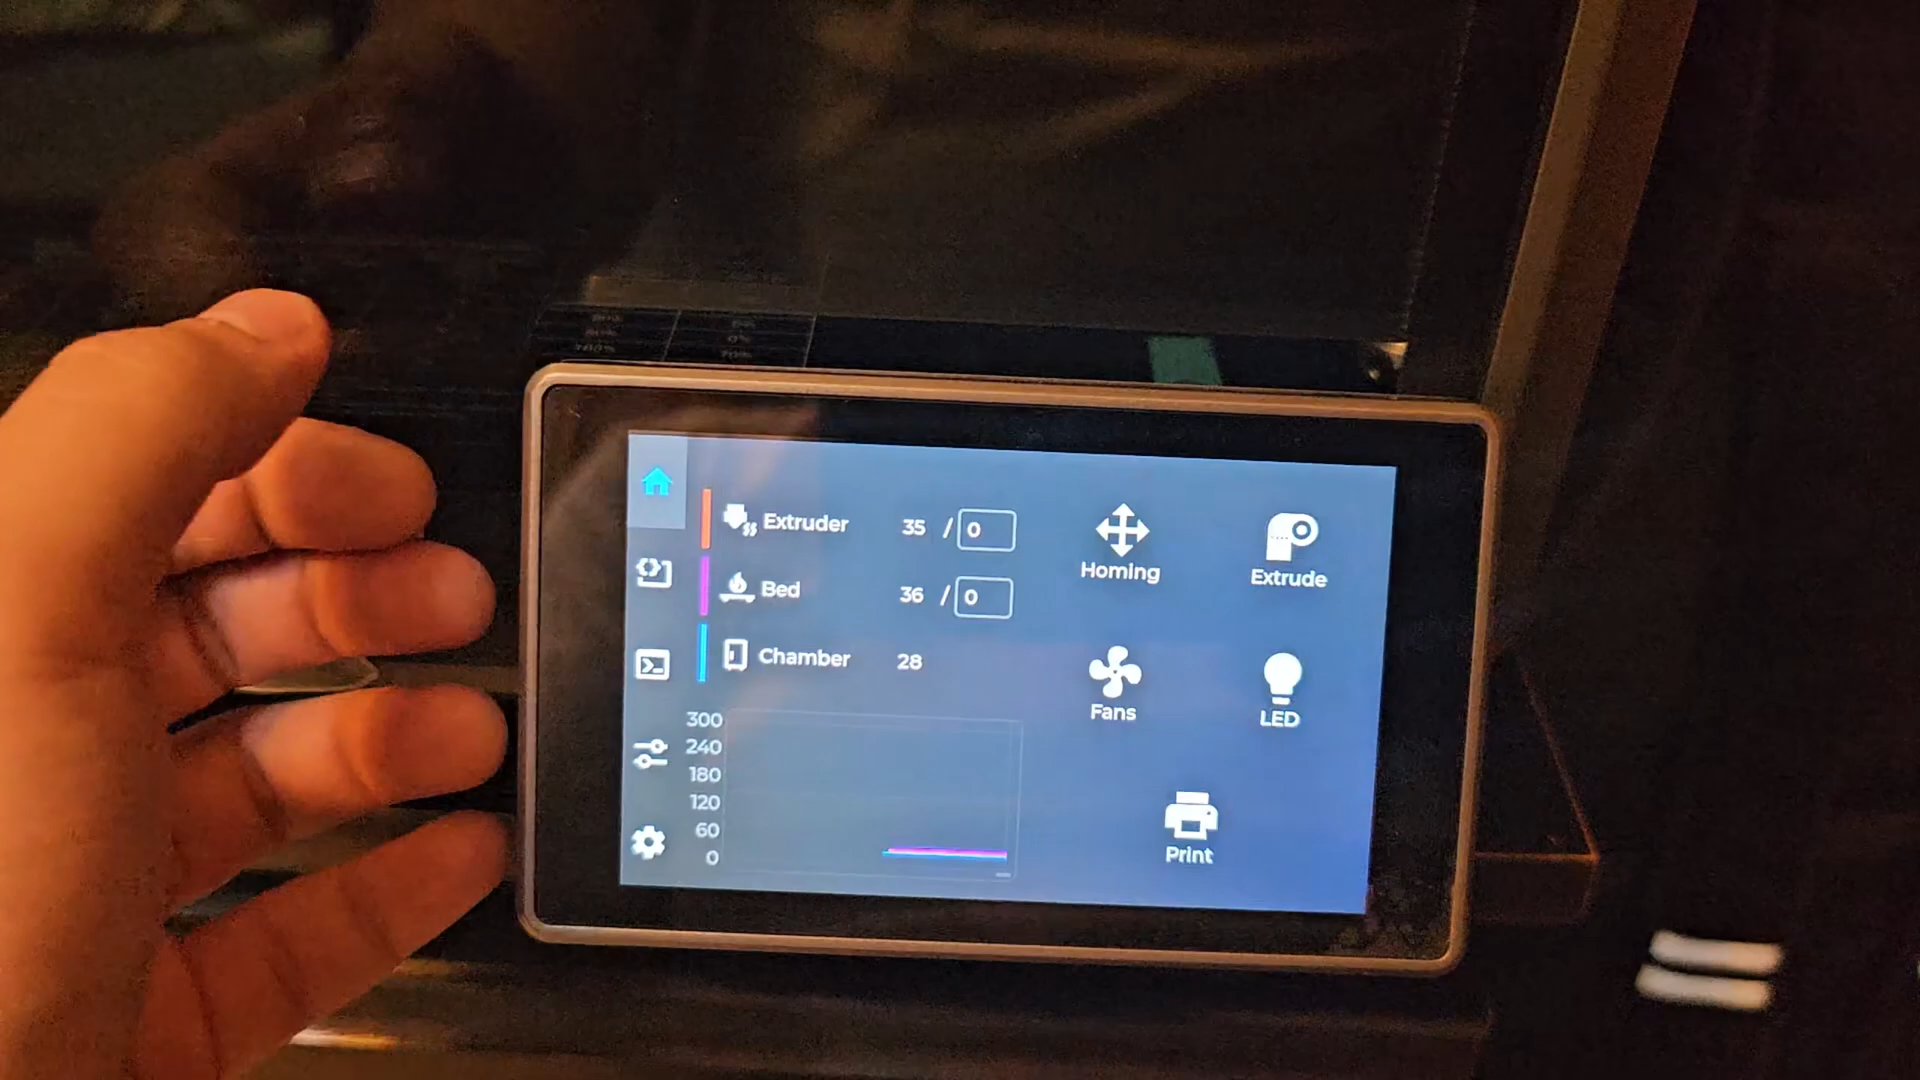 Extruder 35 / 0
Bed 36 / 0
Chamber 28
300
240
180
120
60
0
Homing
Extrude
Fans
LED
Print